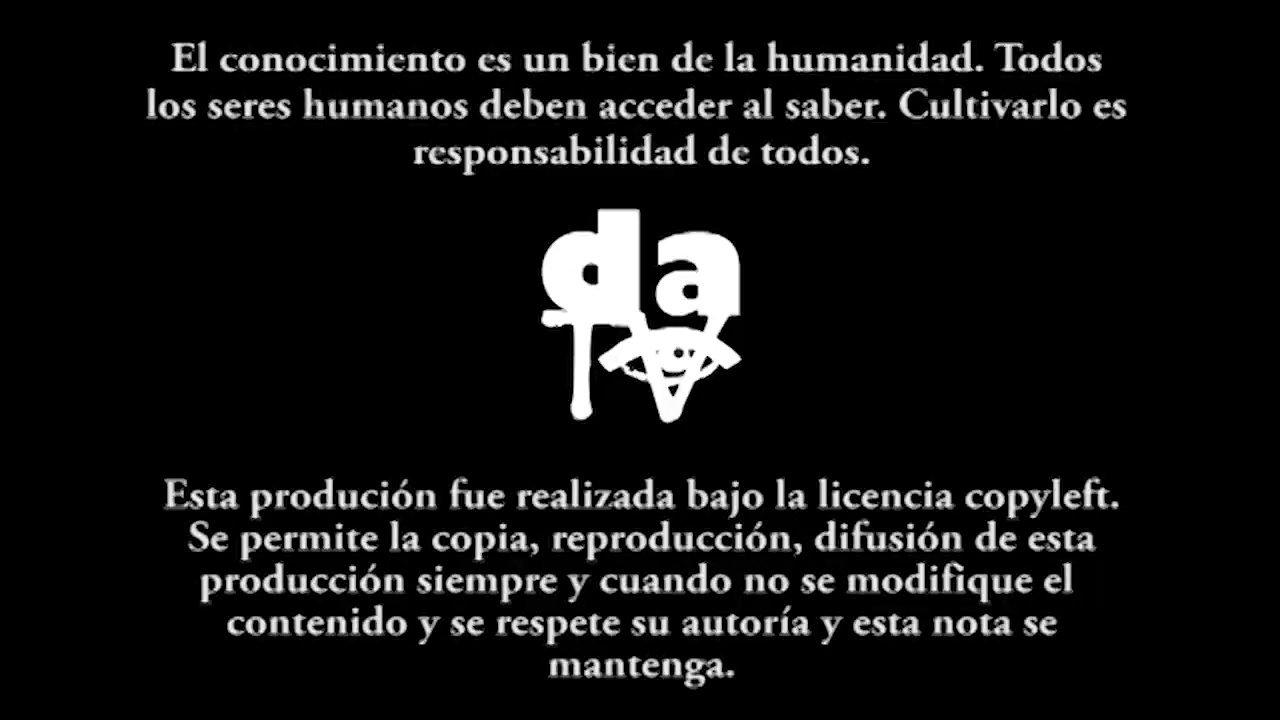 El conocimiento es un bien de la humanidad. Todos
los seres humanos deben acceder al saber. Cultivarlo es
responsabilidad de todos.
da
TV
Esta produción fue realizada bajo la licencia copyleft.
Se permite la copia, reproducción, difusión de esta
producción siempre y cuando no se modifique el
contenido y se respete su autoría y esta nota se
mantenga.